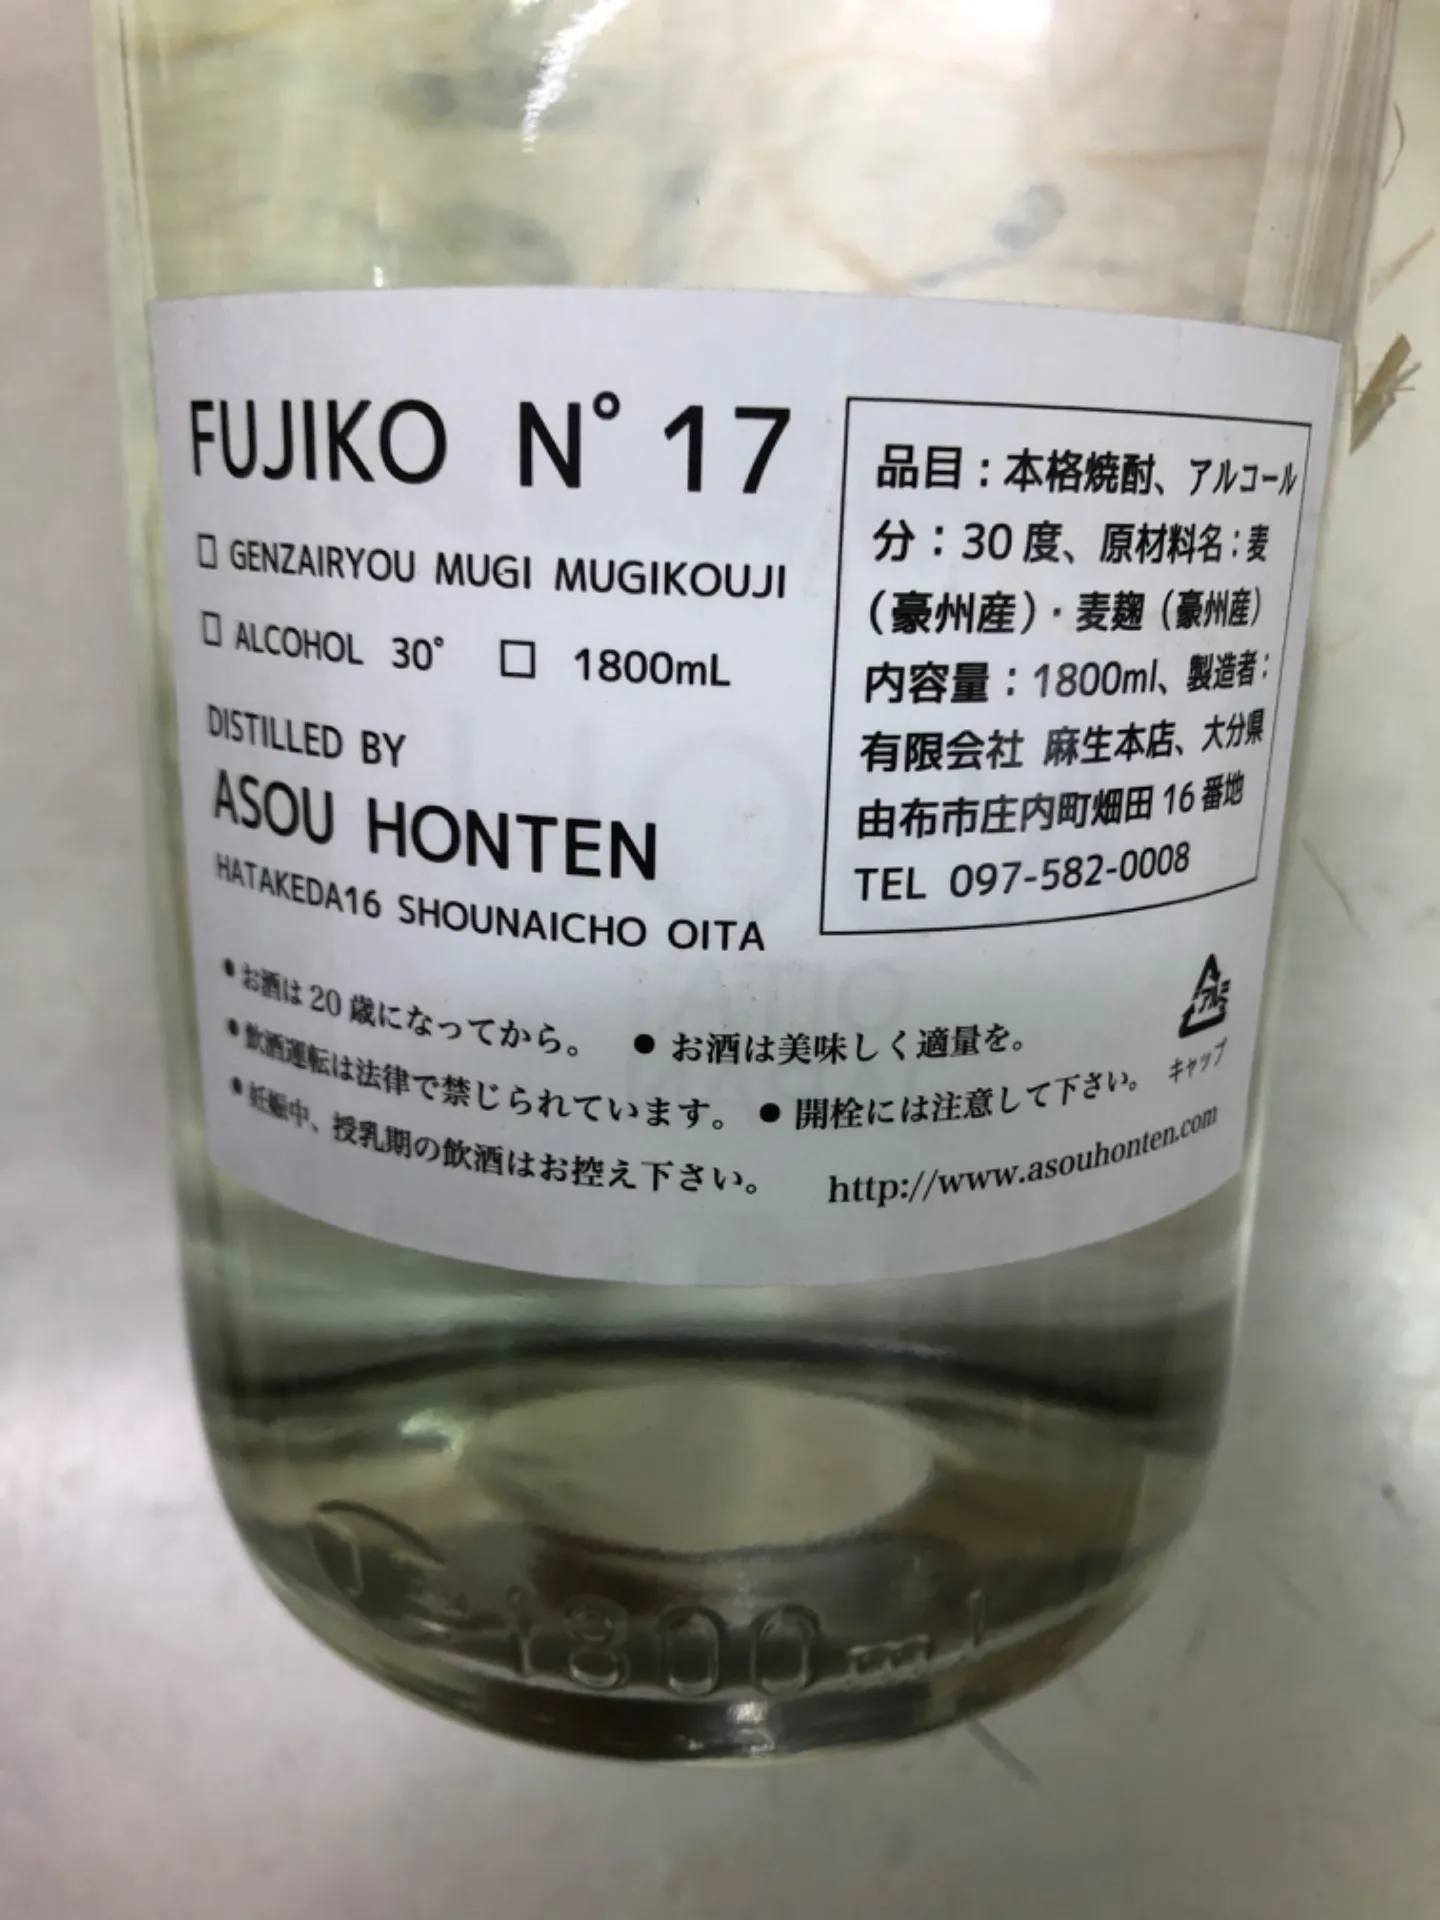 FUJIKO N°17
□ GENZAIRYOU MUGI MUGIKOUJI
□ ALCOHOL 30° □ 1800mL
DISTILLED BY
ASOU HONTEN
HATAKEDA16 SHOUNAICHO OITA
品目：本格焼酎、アルコール
分：30度、原材料名：麦
（豪州産）・麦麹（豪州産）
内容量：1800ml、製造者：
有限会社 麻生本店、大分県
由布市庄内町畑田16番地
TEL 097-582-0008
●お酒は20歳になってから。 ●お酒は美味しく適量を。
●飲酒運転は法律で禁じられています。 ●開栓には注意して下さい。
●妊娠中、授乳期の飲酒はお控え下さい。
アルミ
キャップ
http://www.asouhonten.com
1800ml